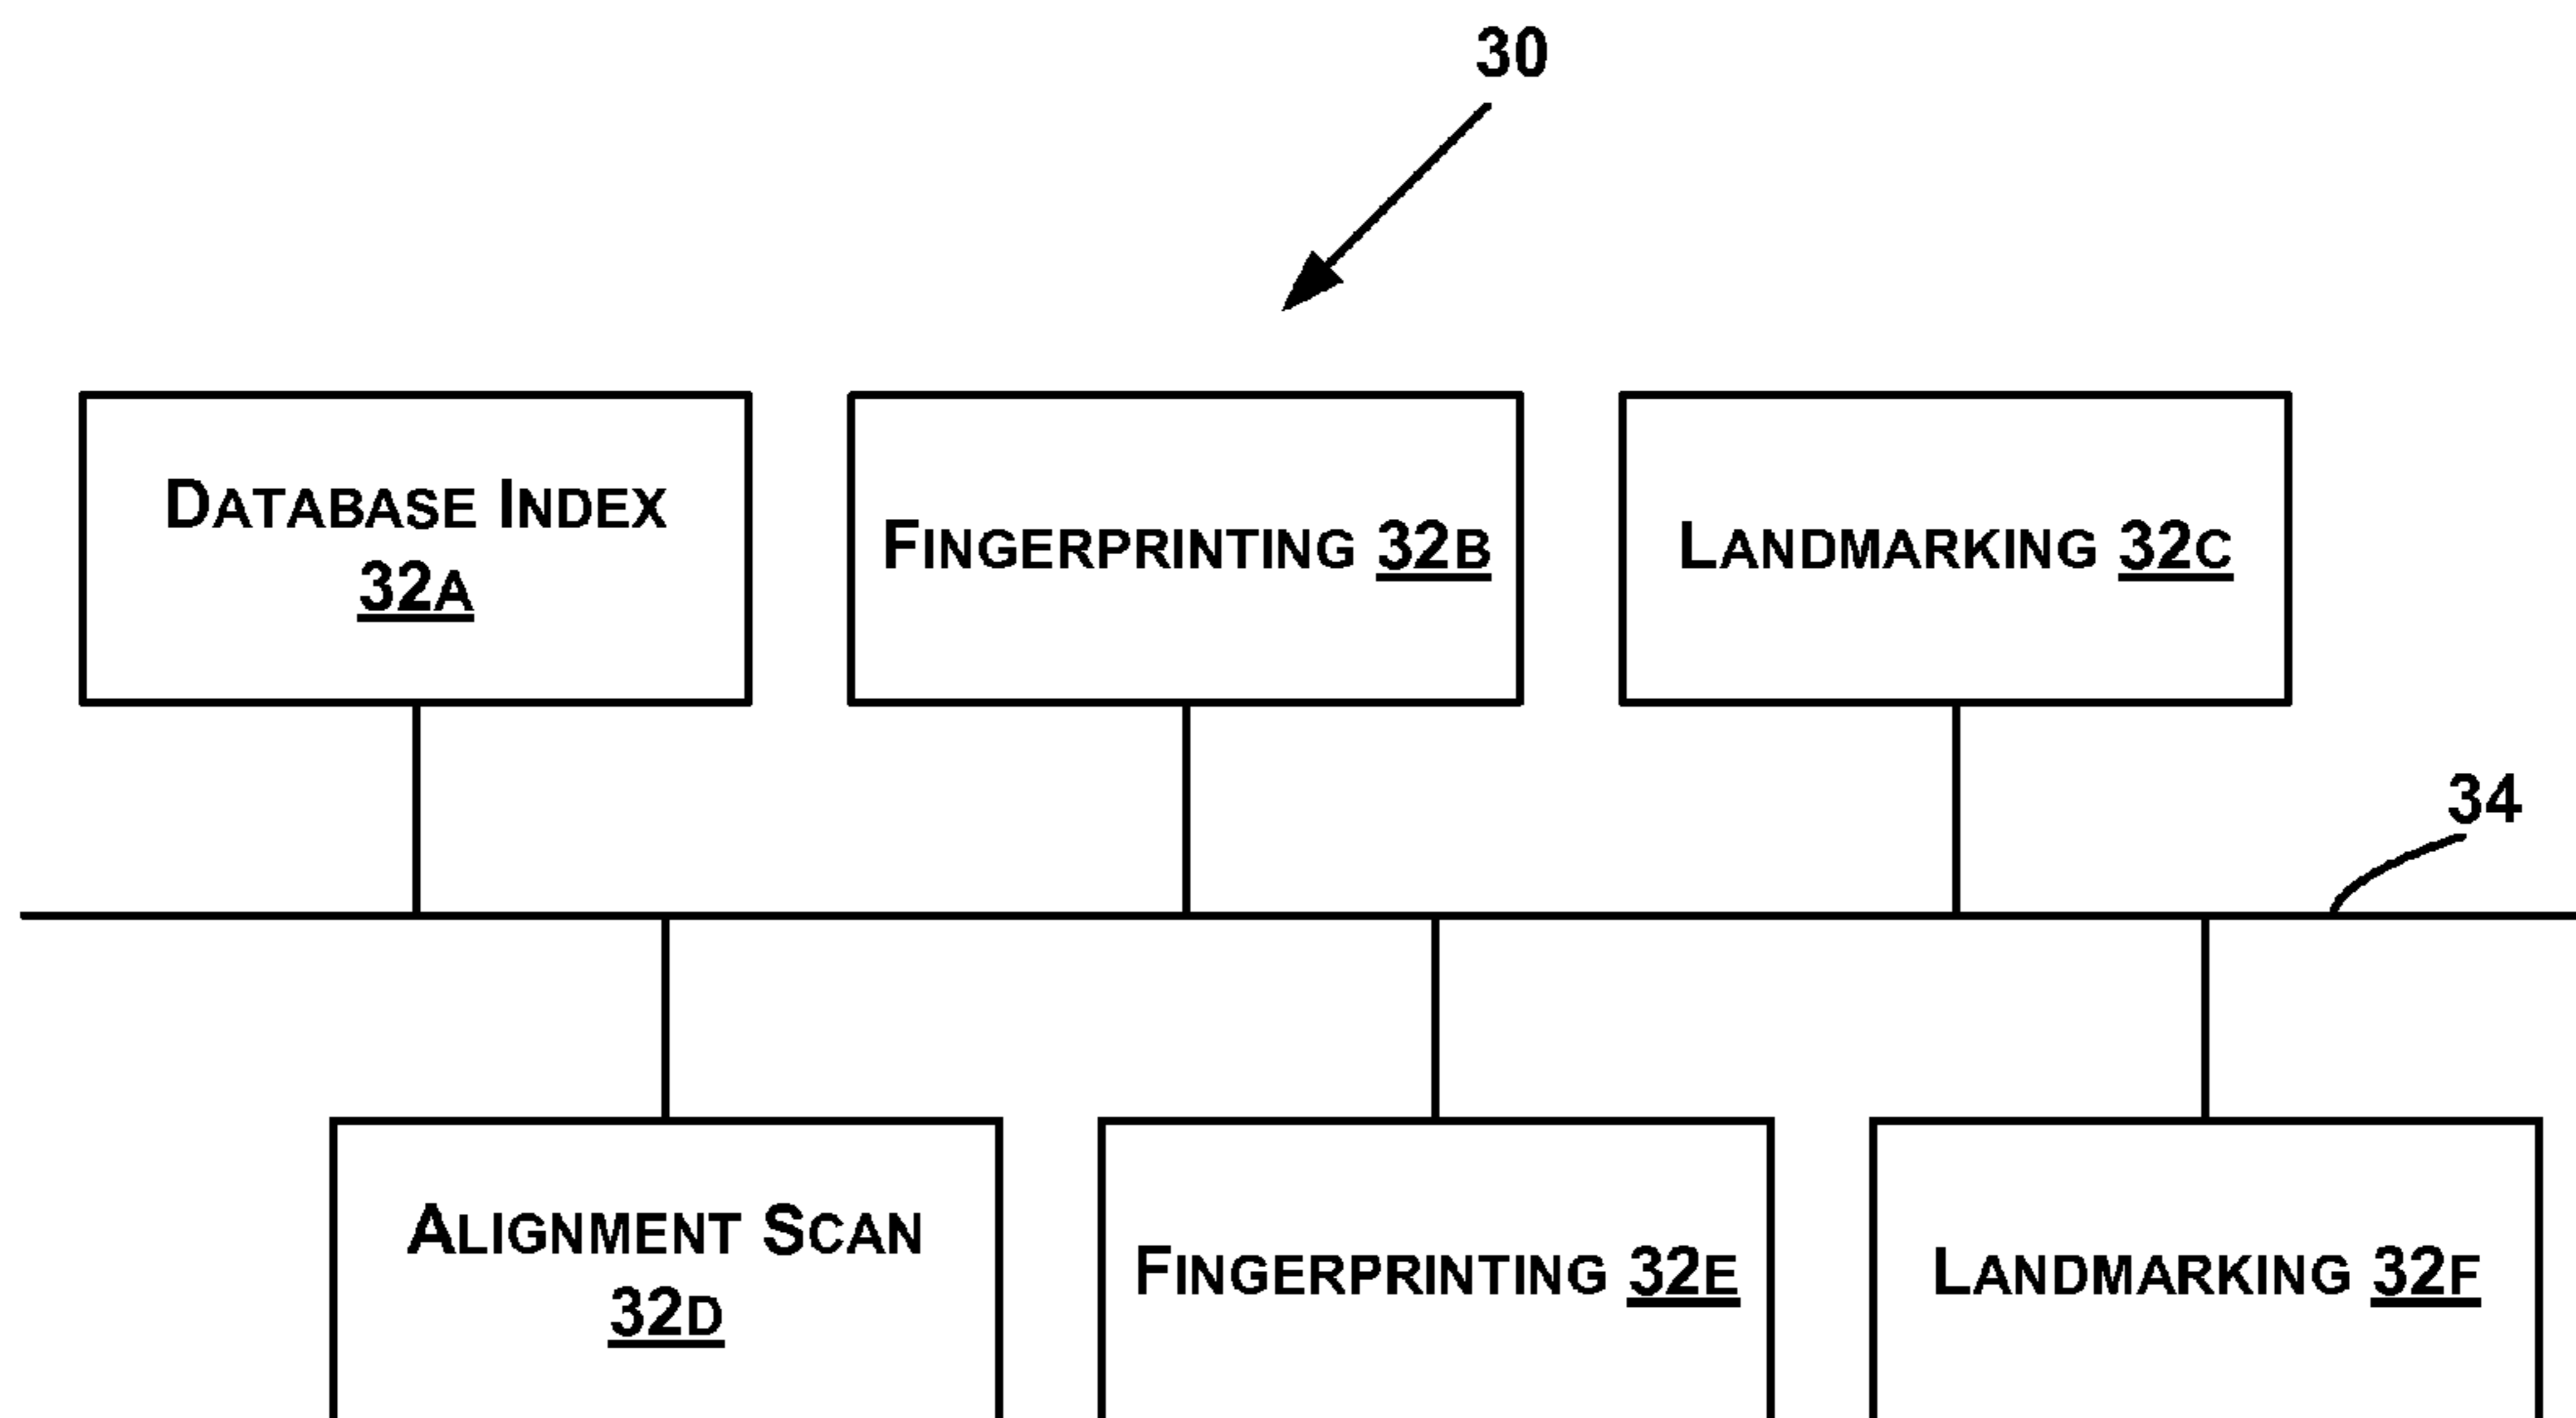 30
DATABASE INDEX
32A
FINGERPRINTING 32B
LANDMARKING 32C
34
ALIGNMENT SCAN
32D
FINGERPRINTING 32E
LANDMARKING 32F